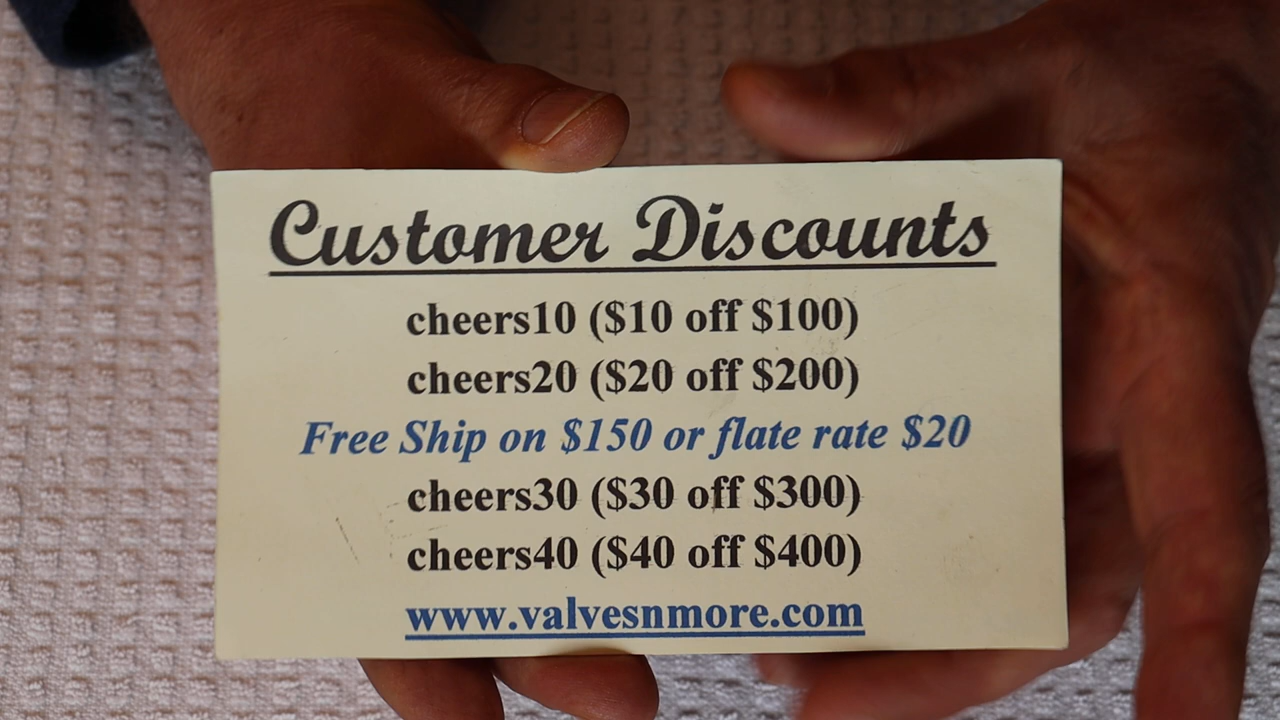 Customer Discounts
cheers10 ($10 off $100)
cheers20 ($20 off $200)
Free Ship on $150 or flate rate $20
cheers30 ($30 off $300)
cheers40 ($40 off $400)
www.valvesnmore.com